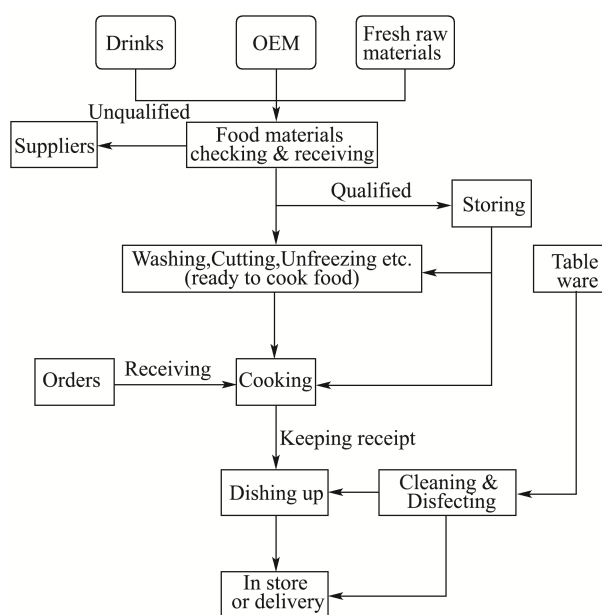 Drinks
OEM
Fresh raw
materials
Unqualified
Suppliers
Food materials
checking & receiving
Qualified
Storing
Washing,Cutting,Unfreezing etc.
(ready to cook food)
Table
ware
Orders
Receiving
Cooking
Keeping receipt
Dishing up
Cleaning &
Disfecting
In store
or delivery